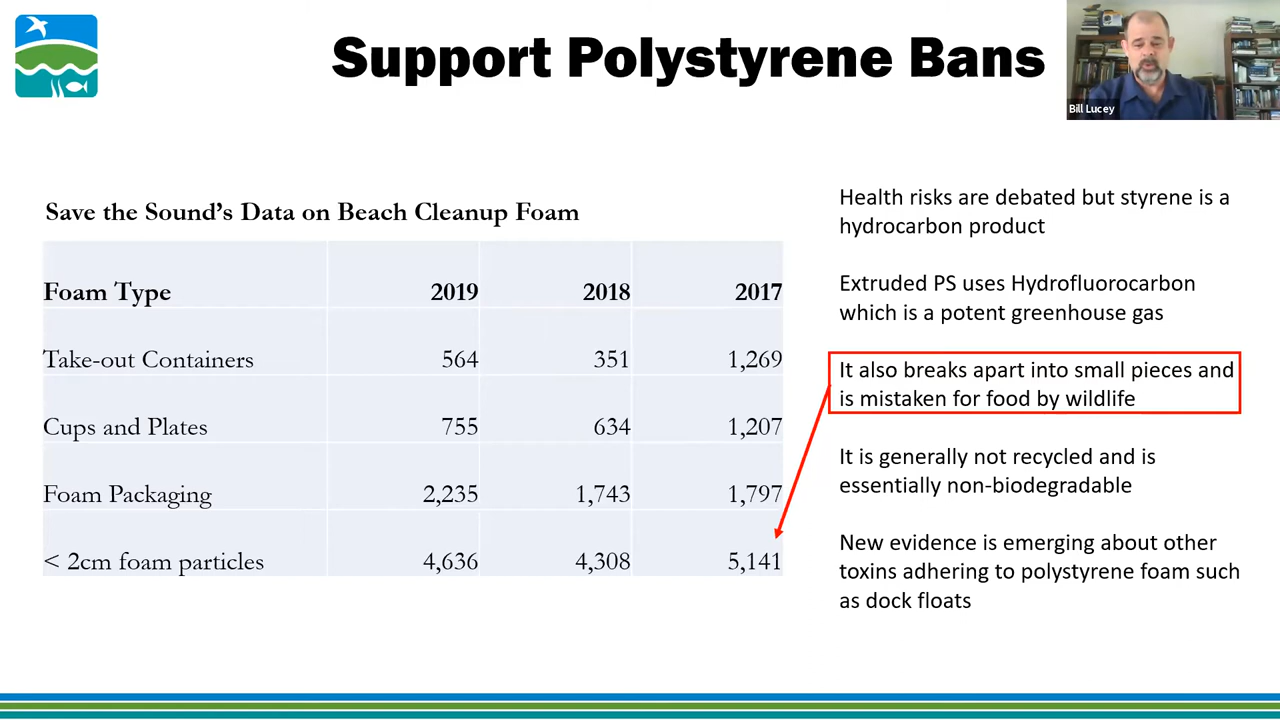 Support Polystyrene Bans
Bill Lucey
Save the Sound's Data on Beach Cleanup Foam
Foam Type 2019 2018 2017
Take-out Containers 564 351 1,269
Cups and Plates 755 634 1,207
Foam Packaging 2,235 1,743 1,797
< 2cm foam particles 4,636 4,308 5,141
Health risks are debated but styrene is a
hydrocarbon product
Extruded PS uses Hydrofluorocarbon
which is a potent greenhouse gas
It also breaks apart into small pieces and
is mistaken for food by wildlife
It is generally not recycled and is
essentially non-biodegradable
New evidence is emerging about other
toxins adhering to polystyrene foam such
as dock floats